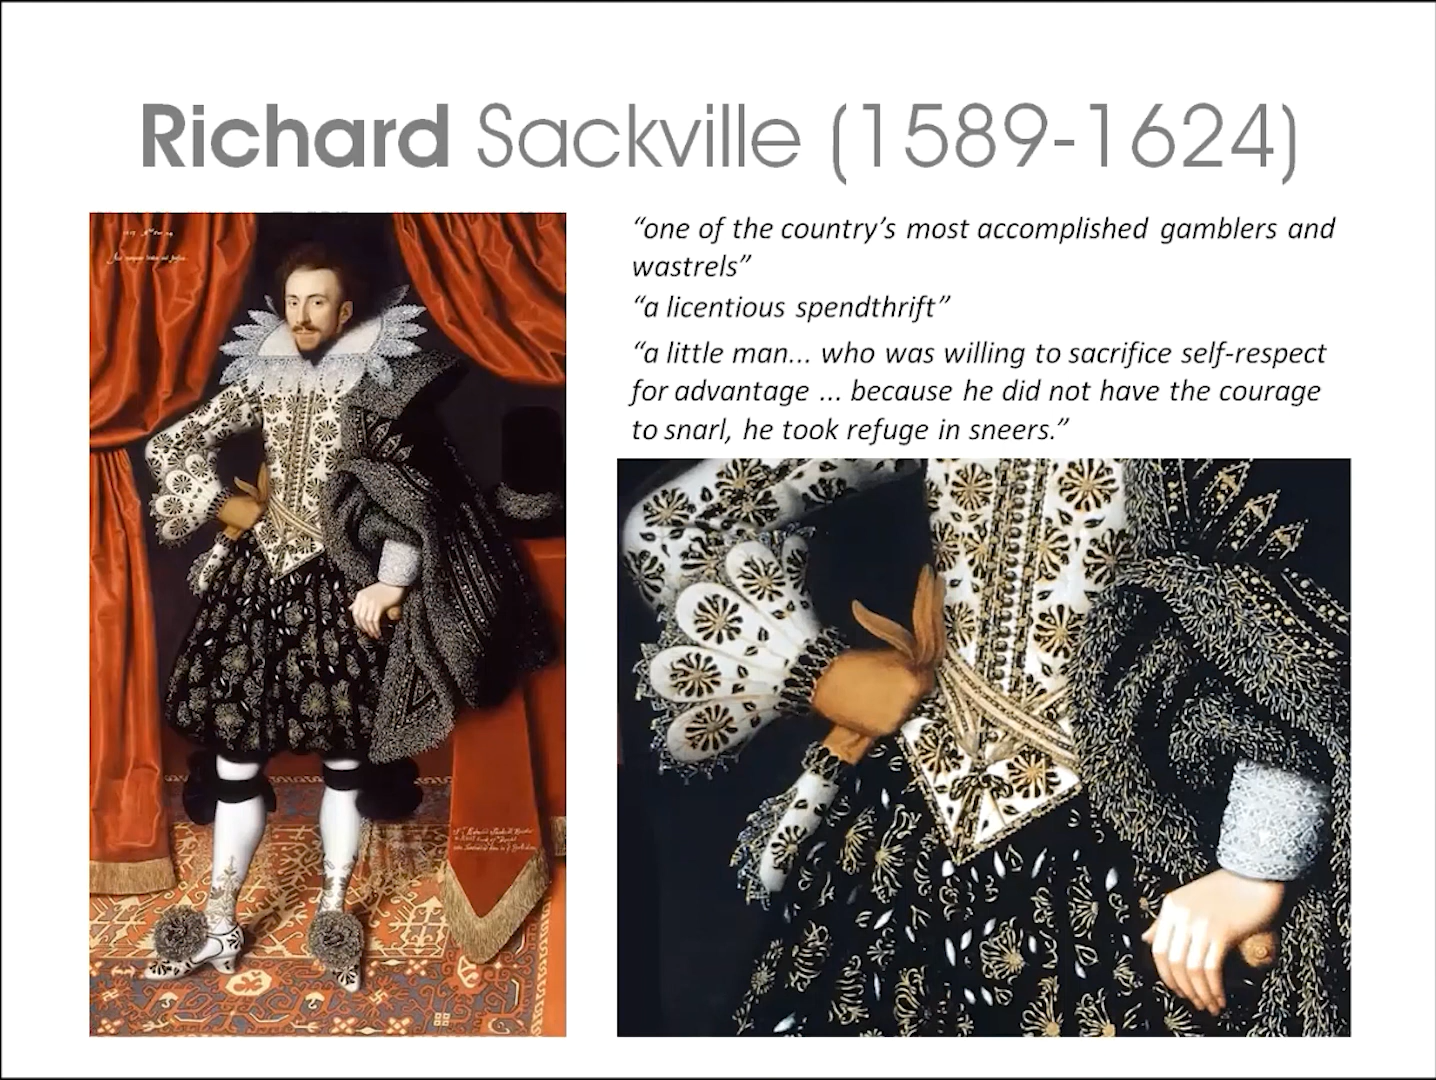 Richard Sackville (1589-1624)
“one of the country’s most accomplished gamblers and
wastrels”
“a licentious spendthrift”
“a little man... who was willing to sacrifice self-respect
for advantage ... because he did not have the courage
to snarl, he took refuge in sneers.”